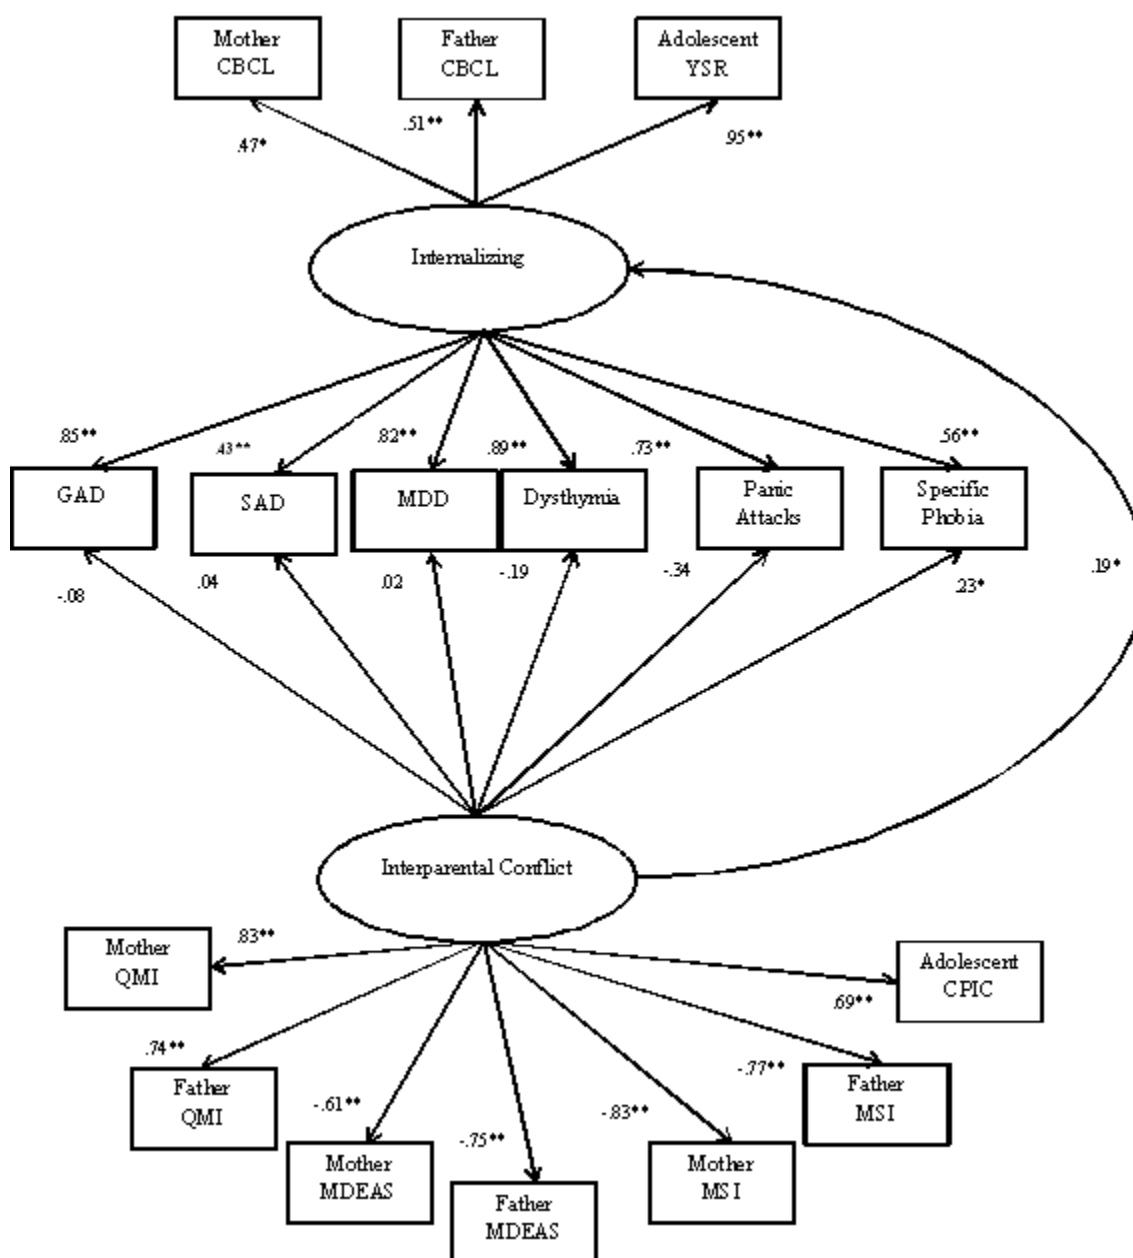 Mother
CBCL
Father
CBCL
Adolescent
YSR
.47*
.51**
.95**
Internalizing
.85**
.43**
.82**
.89**
.73**
.56**
GAD
SAD
MDD
Dysthymia
Panic
Attacks
Specific
Phobia
-.08
.04
.02
-.19
-.34
.23*
.19*
Interparental Conflict
Mother
QMI
.83**
Adolescent
CPIC
.69**
.74**
Father
QMI
-.61**
Mother
MDEAS
-.75**
Father
MDEAS
-.83**
Mother
MSI
-.77**
Father
MSI